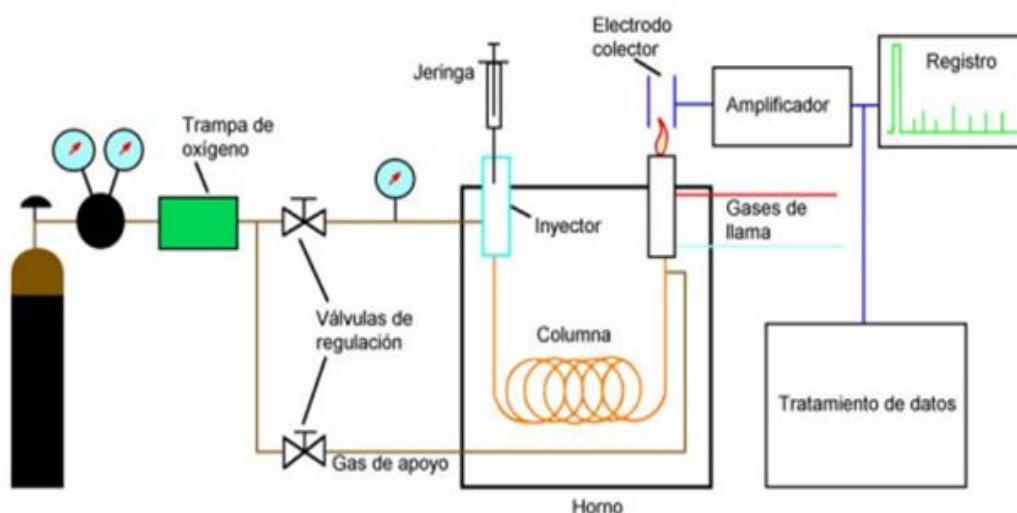 Electrodo
colector
Registro
Jeringa
Amplificador
Trampa de
oxígeno
Inyector
Gases de
llama
Válvulas de
regulación
Columna
Tratamiento de datos
Gas de apoyo
Horno